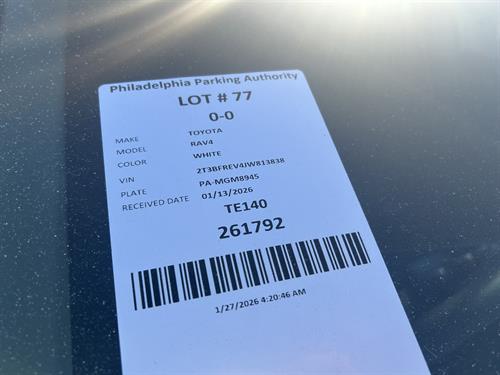 Philadelphia Parking Authority
LOT # 77
0-0
MAKE TOYOTA
MODEL RAV4
COLOR WHITE
VIN 2T3BFREV4JW813838
PLATE PA-MGM8945
RECEIVED DATE 01/13/2026
TE140
261792
1/27/2026 4:20:46 AM